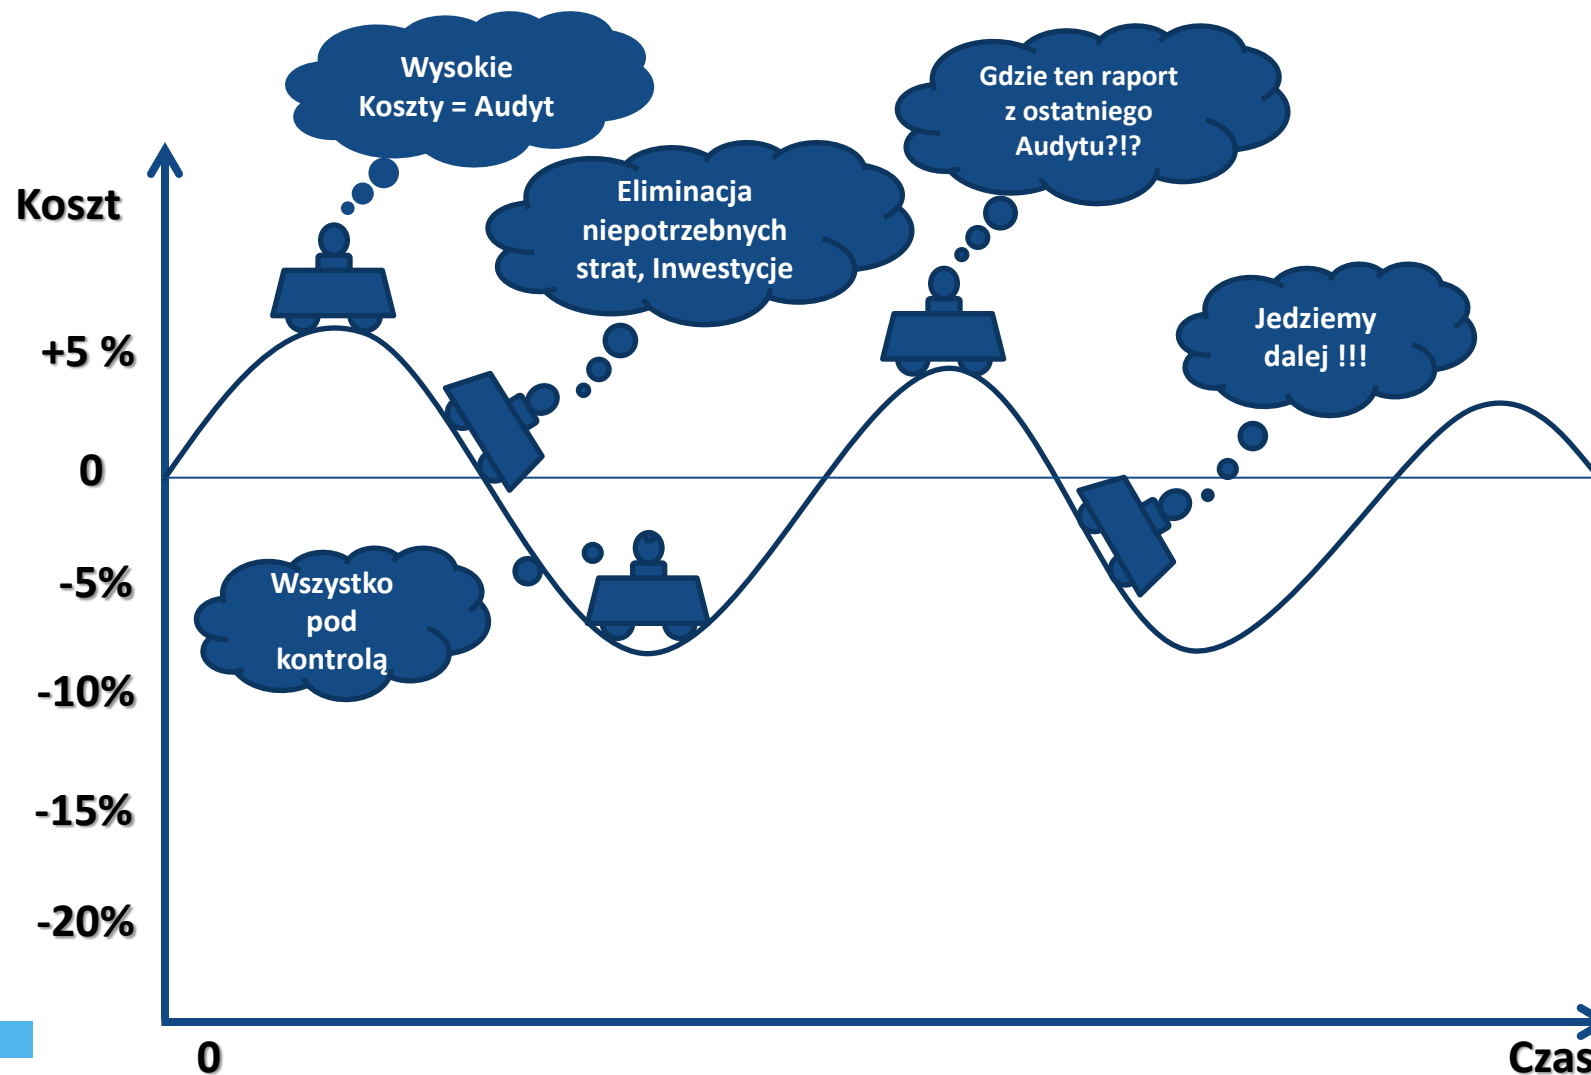 Wysokie
Koszty = Audyt
Gdzie ten raport
z ostatniego
Audytu?!?
Eliminacja
niepotrzebnych
strat, Inwestycje
Koszt
Jedziemy
dalej !!!
+5 %
0
Wszystko
pod
kontrolą
-5%
-10%
-15%
-20%
0
Czas